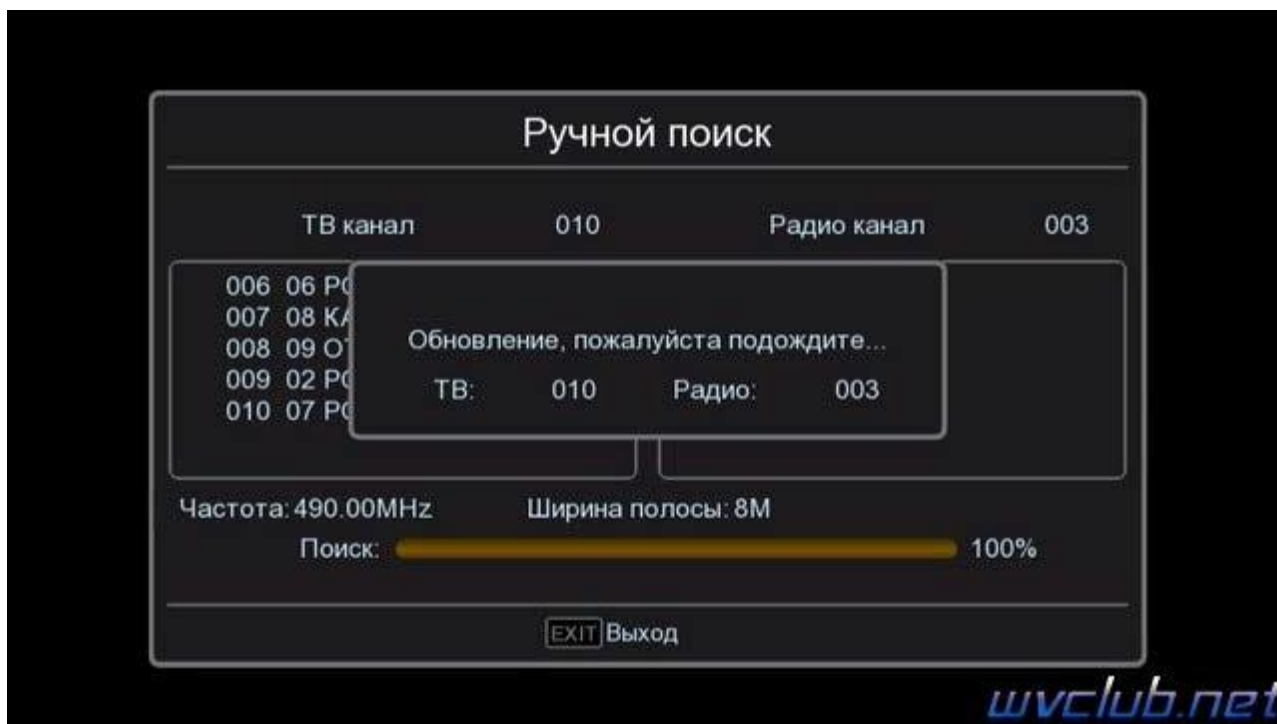 Ручной поиск
ТВ канал 010 Радио канал 003
006 06
007 08
008 09
009 02
010 07
Обновление, пожалуйста подождите...
ТВ: 010 Радио: 003
Частота: 490.00MHz Ширина полосы: 8M
Поиск: 100%
EXIT Выход
wvclub.net